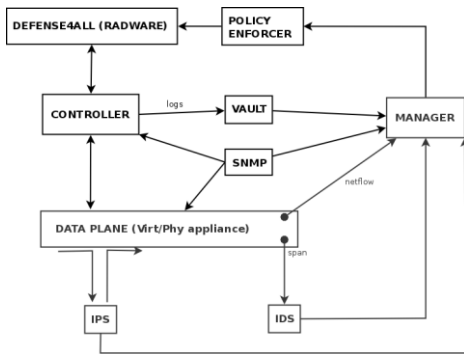 DEFENSE4ALL (RADWARE)
POLICY
ENFORCER
CONTROLLER
logs
VAULT
MANAGER
SNMP
netflow
DATA PLANE (Virt/Phy appliance)
span
IPS
IDS